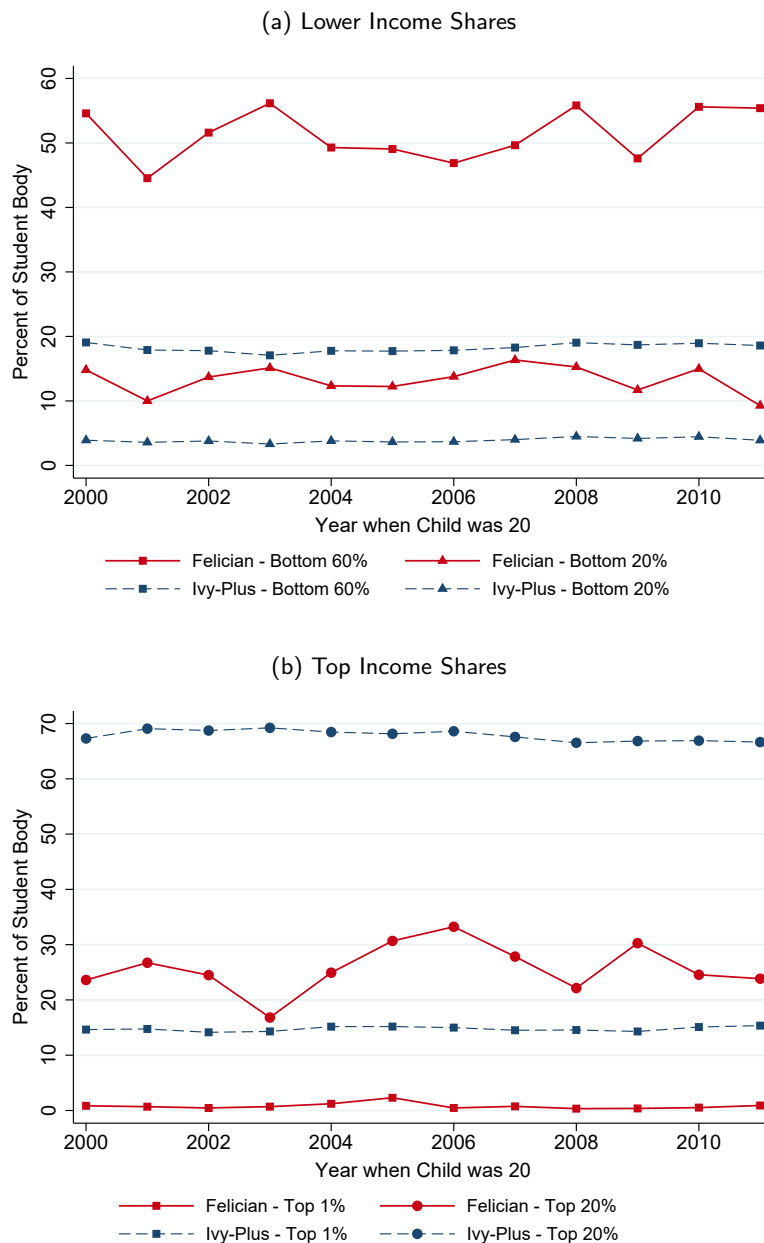 (a) Lower Income Shares
60
50
40
30
20
10
0
Percent of Student Body
2000 2002 2004 2006 2008 2010
Year when Child was 20
Felician - Bottom 60% Felician - Bottom 20%
Ivy-Plus - Bottom 60% Ivy-Plus - Bottom 20%
(b) Top Income Shares
70
60
50
40
30
20
10
0
Percent of Student Body
2000 2002 2004 2006 2008 2010
Year when Child was 20
Felician - Top 1% Felician - Top 20%
Ivy-Plus - Top 1% Ivy-Plus - Top 20%